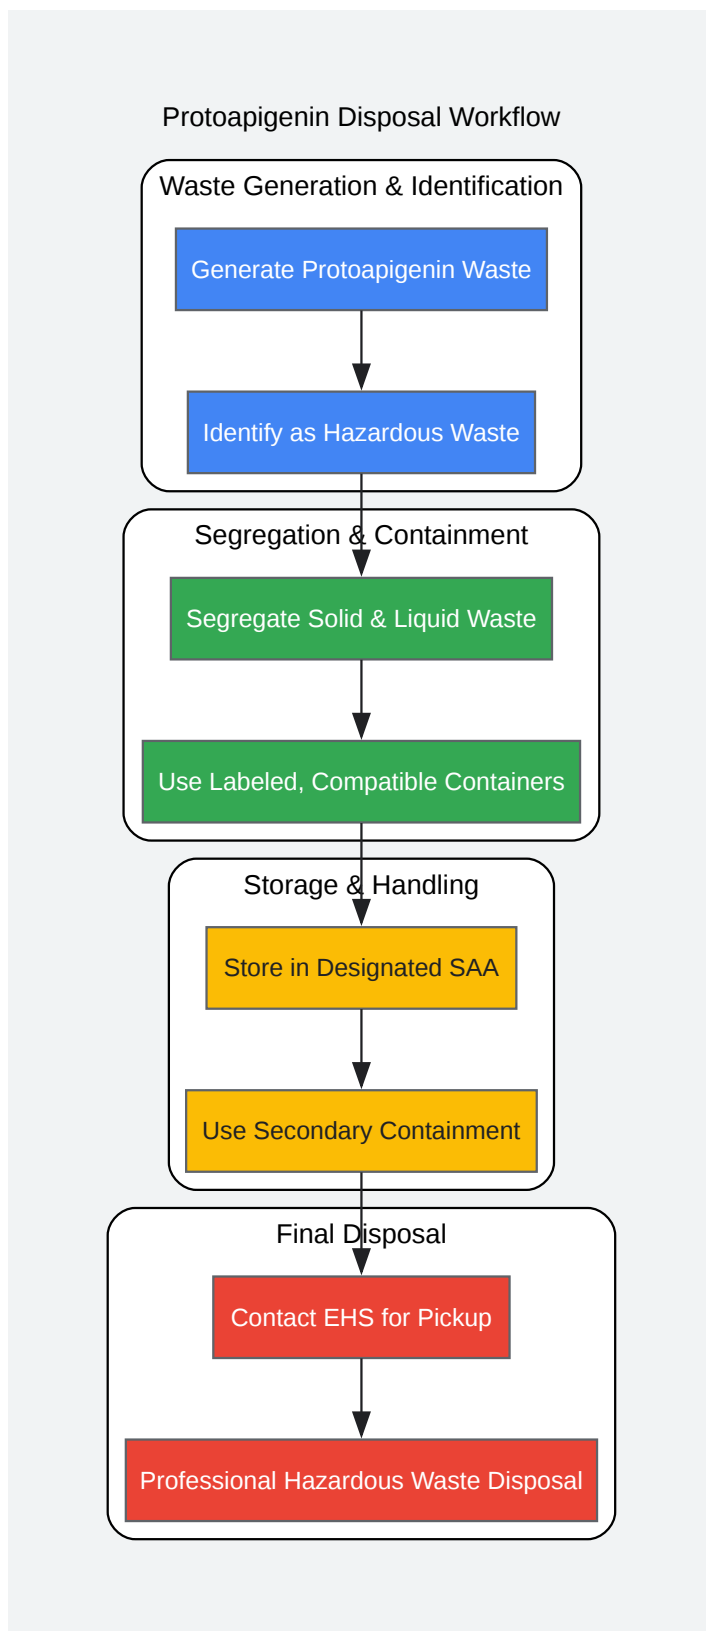 Protoapigenin Disposal Workflow
Waste Generation & Identification
Generate Protoapigenin Waste
Identify as Hazardous Waste
Segregation & Containment
Segregate Solid & Liquid Waste
Use Labeled, Compatible Containers
Storage & Handling
Store in Designated SAA
Use Secondary Containment
Final Disposal
Contact EHS for Pickup
Professional Hazardous Waste Disposal